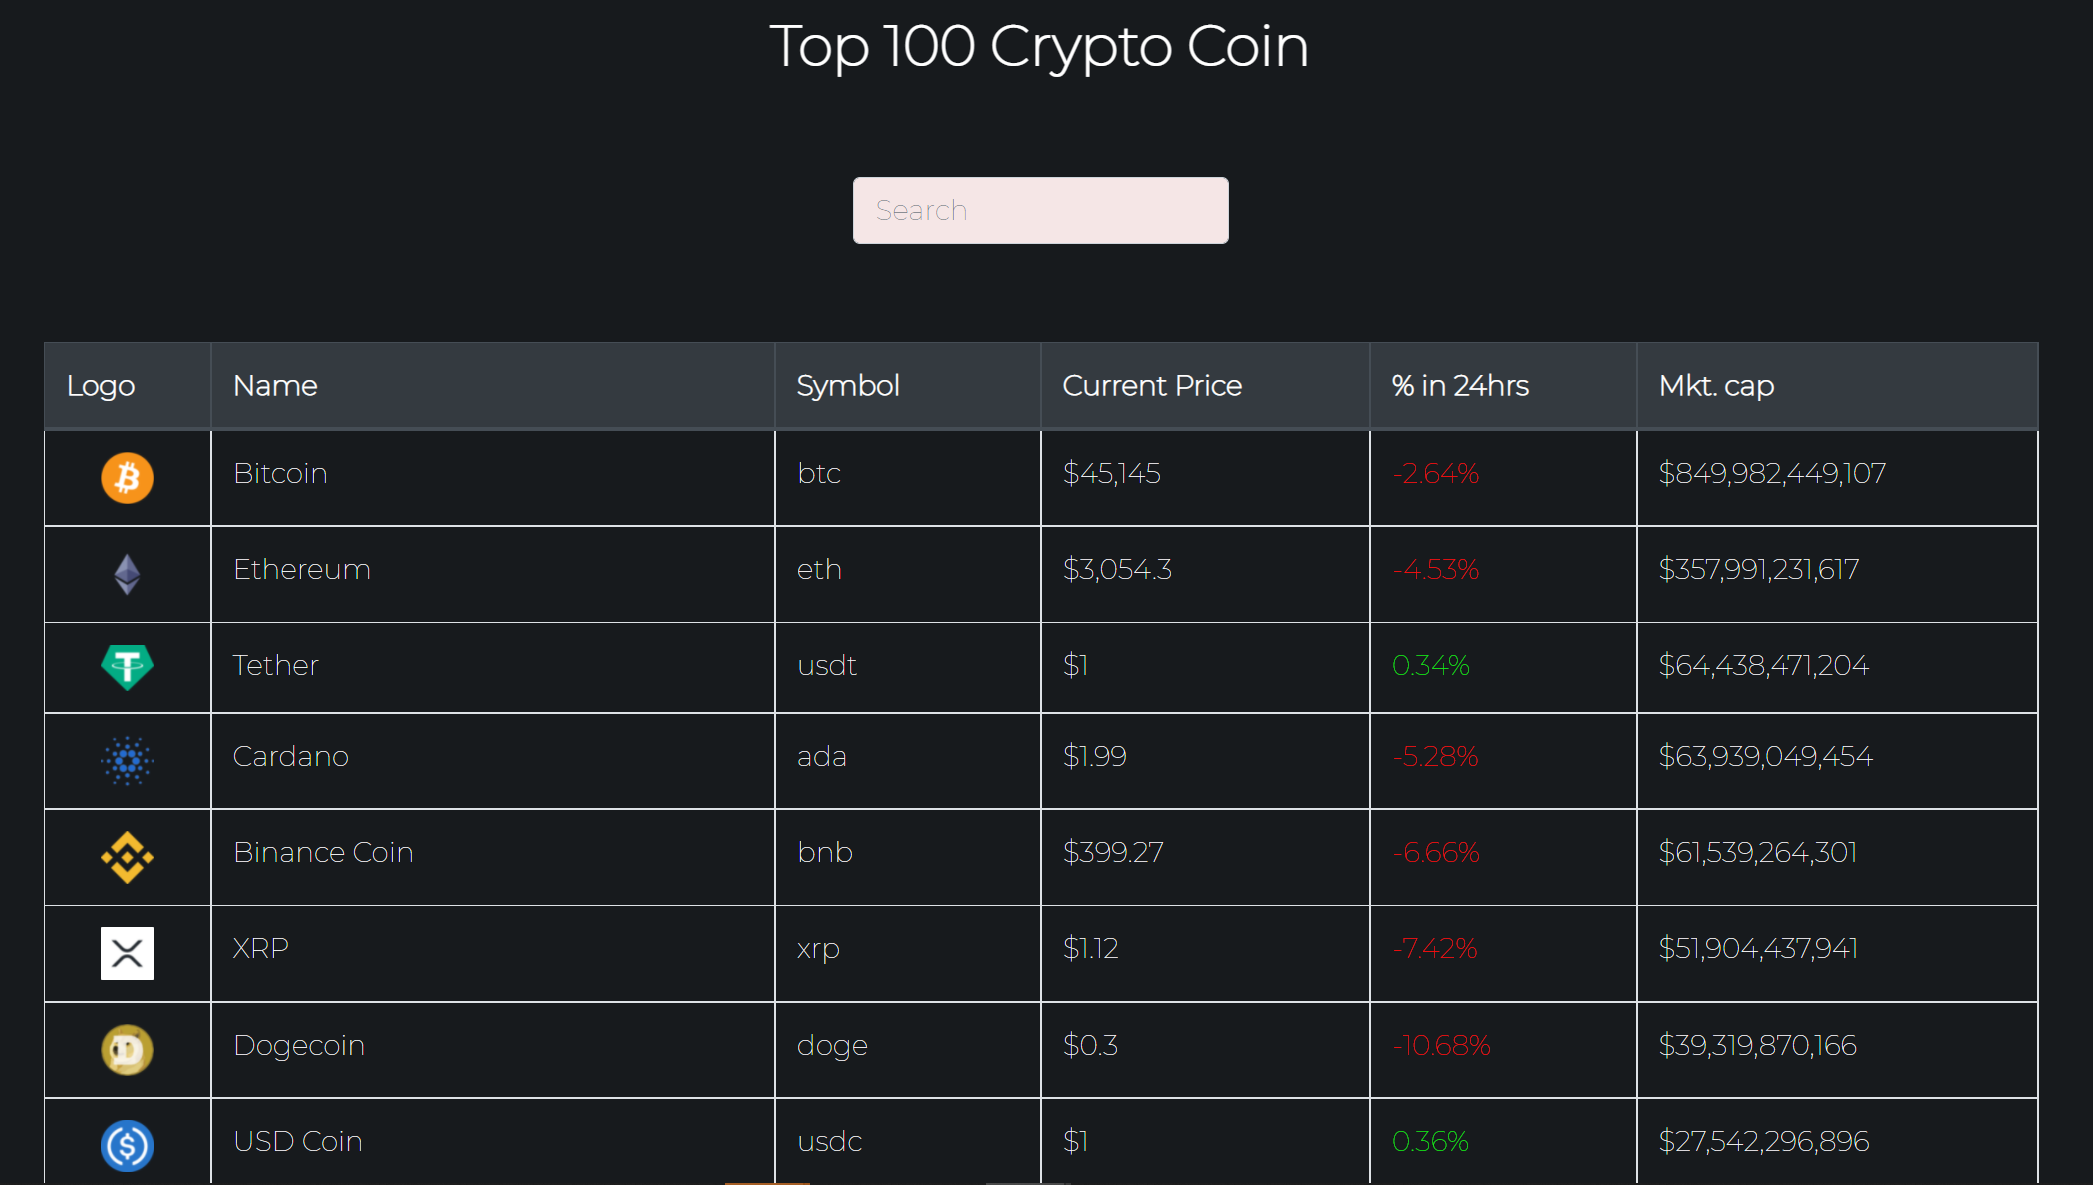 Top 100 Crypto Coin
Search
Logo Name Symbol Current Price % in 24hrs Mkt. cap
Bitcoin btc $45,145 -2.64% $849,982,449,107
Ethereum eth $3,054.3 -4.53% $357,991,231,617
Tether usdt $1 0.34% $64,438,471,204
Cardano ada $1.99 -5.28% $63,939,049,454
Binance Coin bnb $399.27 -6.66% $61,539,264,301
XRP xrp $1.12 -7.42% $51,904,437,941
Dogecoin doge $0.3 -10.68% $39,319,870,166
USD Coin usdc $1 0.36% $27,542,296,896